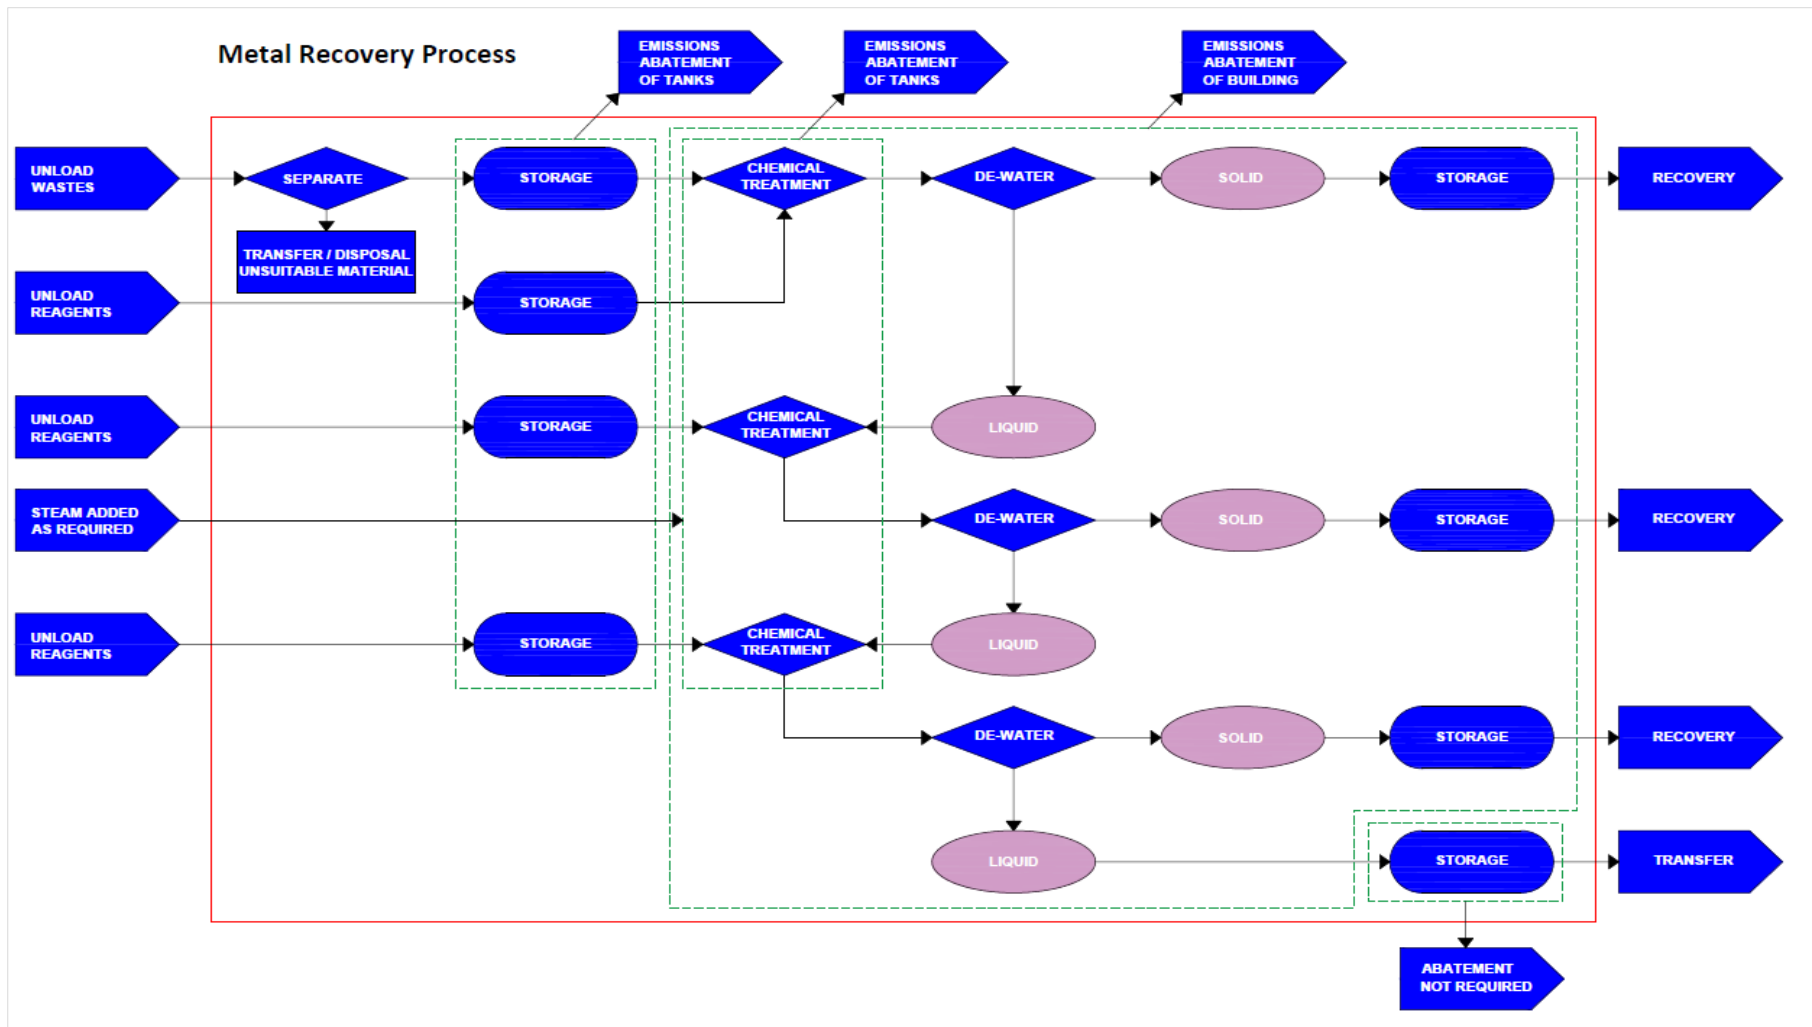 Metal Recovery Process
EMISSIONS
ABATEMENT
OF TANKS
EMISSIONS
ABATEMENT
OF TANKS
EMISSIONS
ABATEMENT
OF BUILDING
UNLOAD
WASTES
SEPARATE
STORAGE
CHEMICAL
TREATMENT
DE-WATER
SOLID
STORAGE
RECOVERY
TRANSFER / DISPOSAL
UNSUITABLE MATERIAL
UNLOAD
REAGENTS
STORAGE
UNLOAD
REAGENTS
STORAGE
CHEMICAL
TREATMENT
LIQUID
STEAM ADDED
AS REQUIRED
DE-WATER
SOLID
STORAGE
RECOVERY
UNLOAD
REAGENTS
STORAGE
CHEMICAL
TREATMENT
LIQUID
DE-WATER
SOLID
STORAGE
RECOVERY
LIQUID
STORAGE
TRANSFER
ABATEMENT
NOT REQUIRED